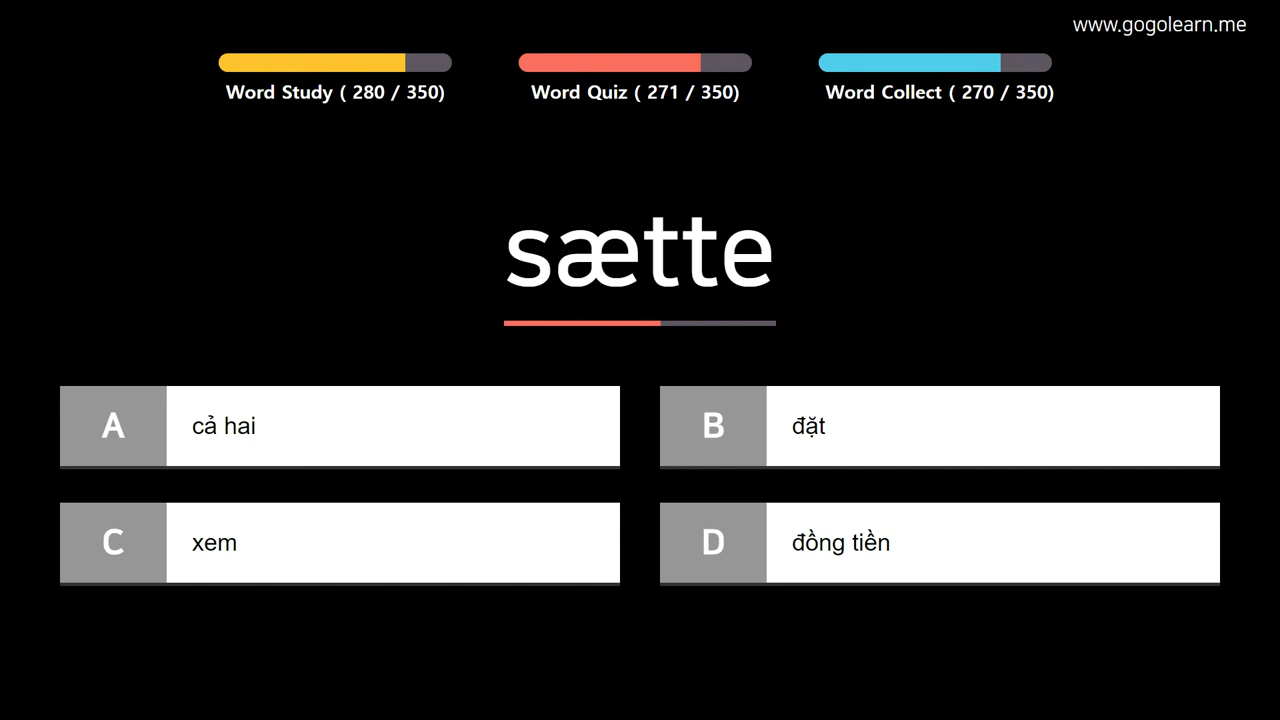 www.gogolearn.me
Word Study ( 280 / 350)
Word Quiz ( 271 / 350)
Word Collect ( 270 / 350)
sætte
A cả hai
B đặt
C xem
D đồng tiền